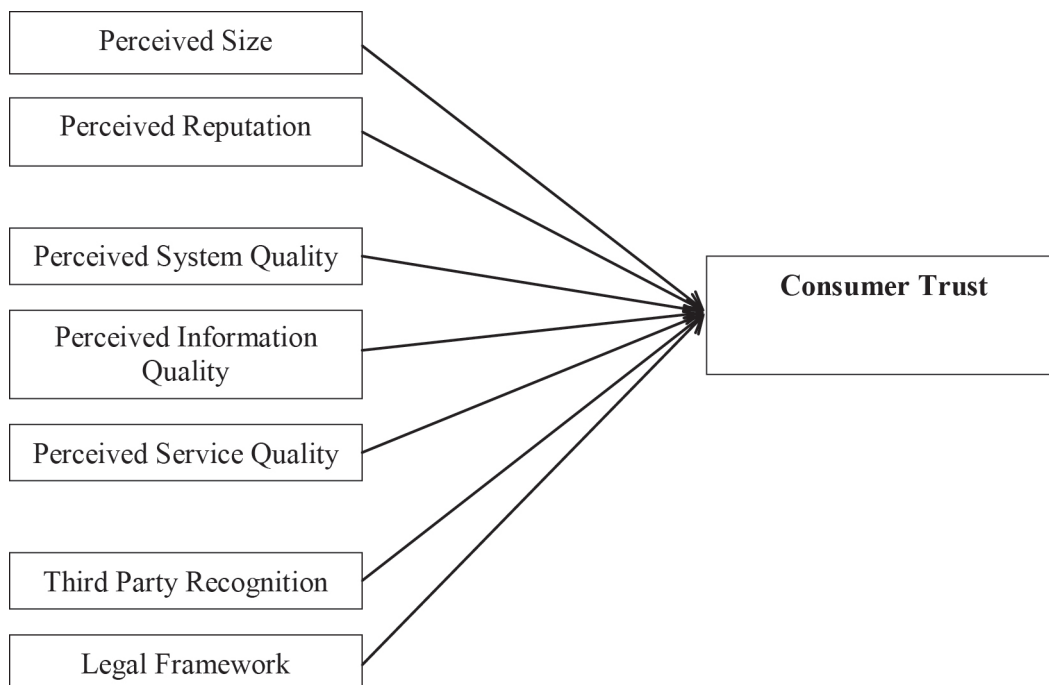 Perceived Size
Perceived Reputation
Perceived System Quality
Perceived Information
Quality
Perceived Service Quality
Third Party Recognition
Legal Framework
Consumer Trust